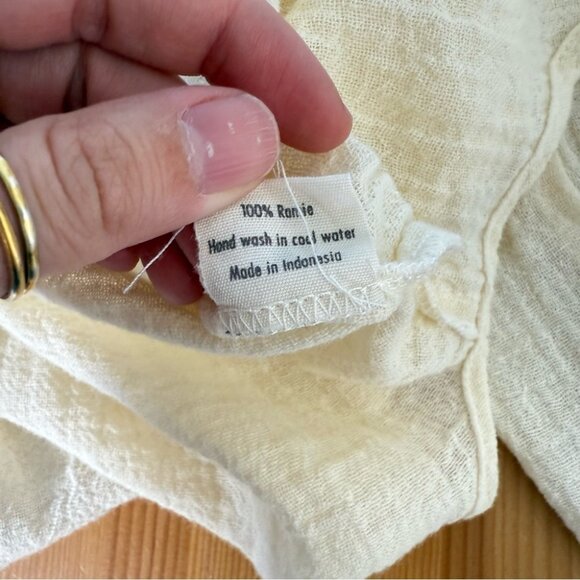 100% Ramie
Hand wash in cool water
Made in Indonesia